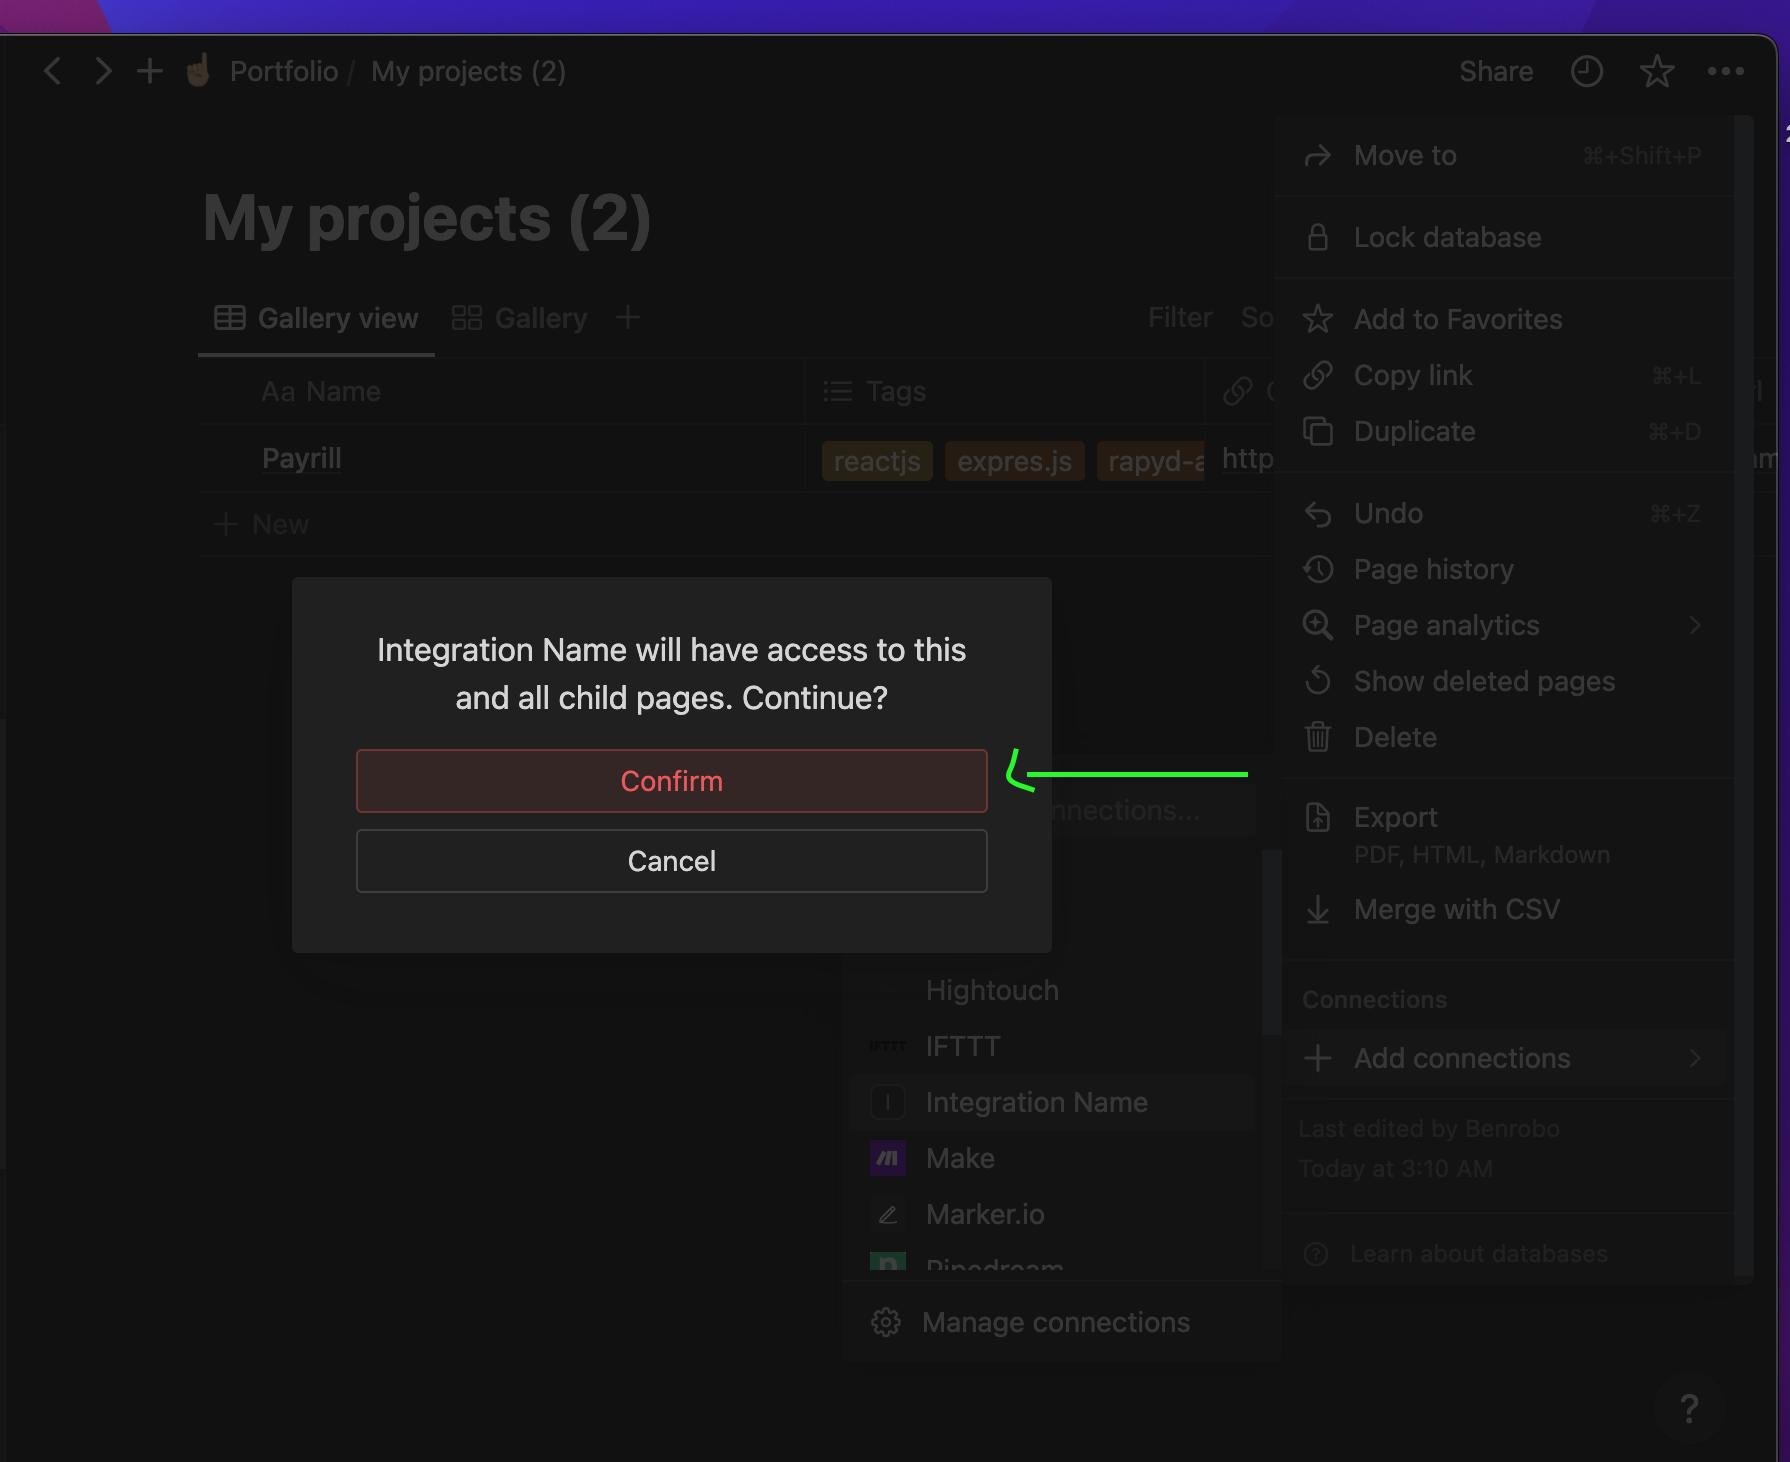 Portfolio / My projects (2)
Share
My projects (2)
Gallery view
Gallery
Filter
So
Aa Name
Tags
Payrill
reactjs
expres.js
rapyd-a
http
New
Integration Name will have access to this
and all child pages. Continue?
Confirm
Cancel
nnections...
Hightouch
IFTTT IFTTT
I Integration Name
Make
Marker.io
Pipedream
Manage connections
Move to ⌘+Shift+P
Lock database
Add to Favorites
Copy link ⌘+L
Duplicate ⌘+D
Undo ⌘+Z
Page history
Page analytics
Show deleted pages
Delete
Export
PDF, HTML, Markdown
Merge with CSV
Connections
Add connections
Last edited by Benrobo
Today at 3:10 AM
Learn about databases
?